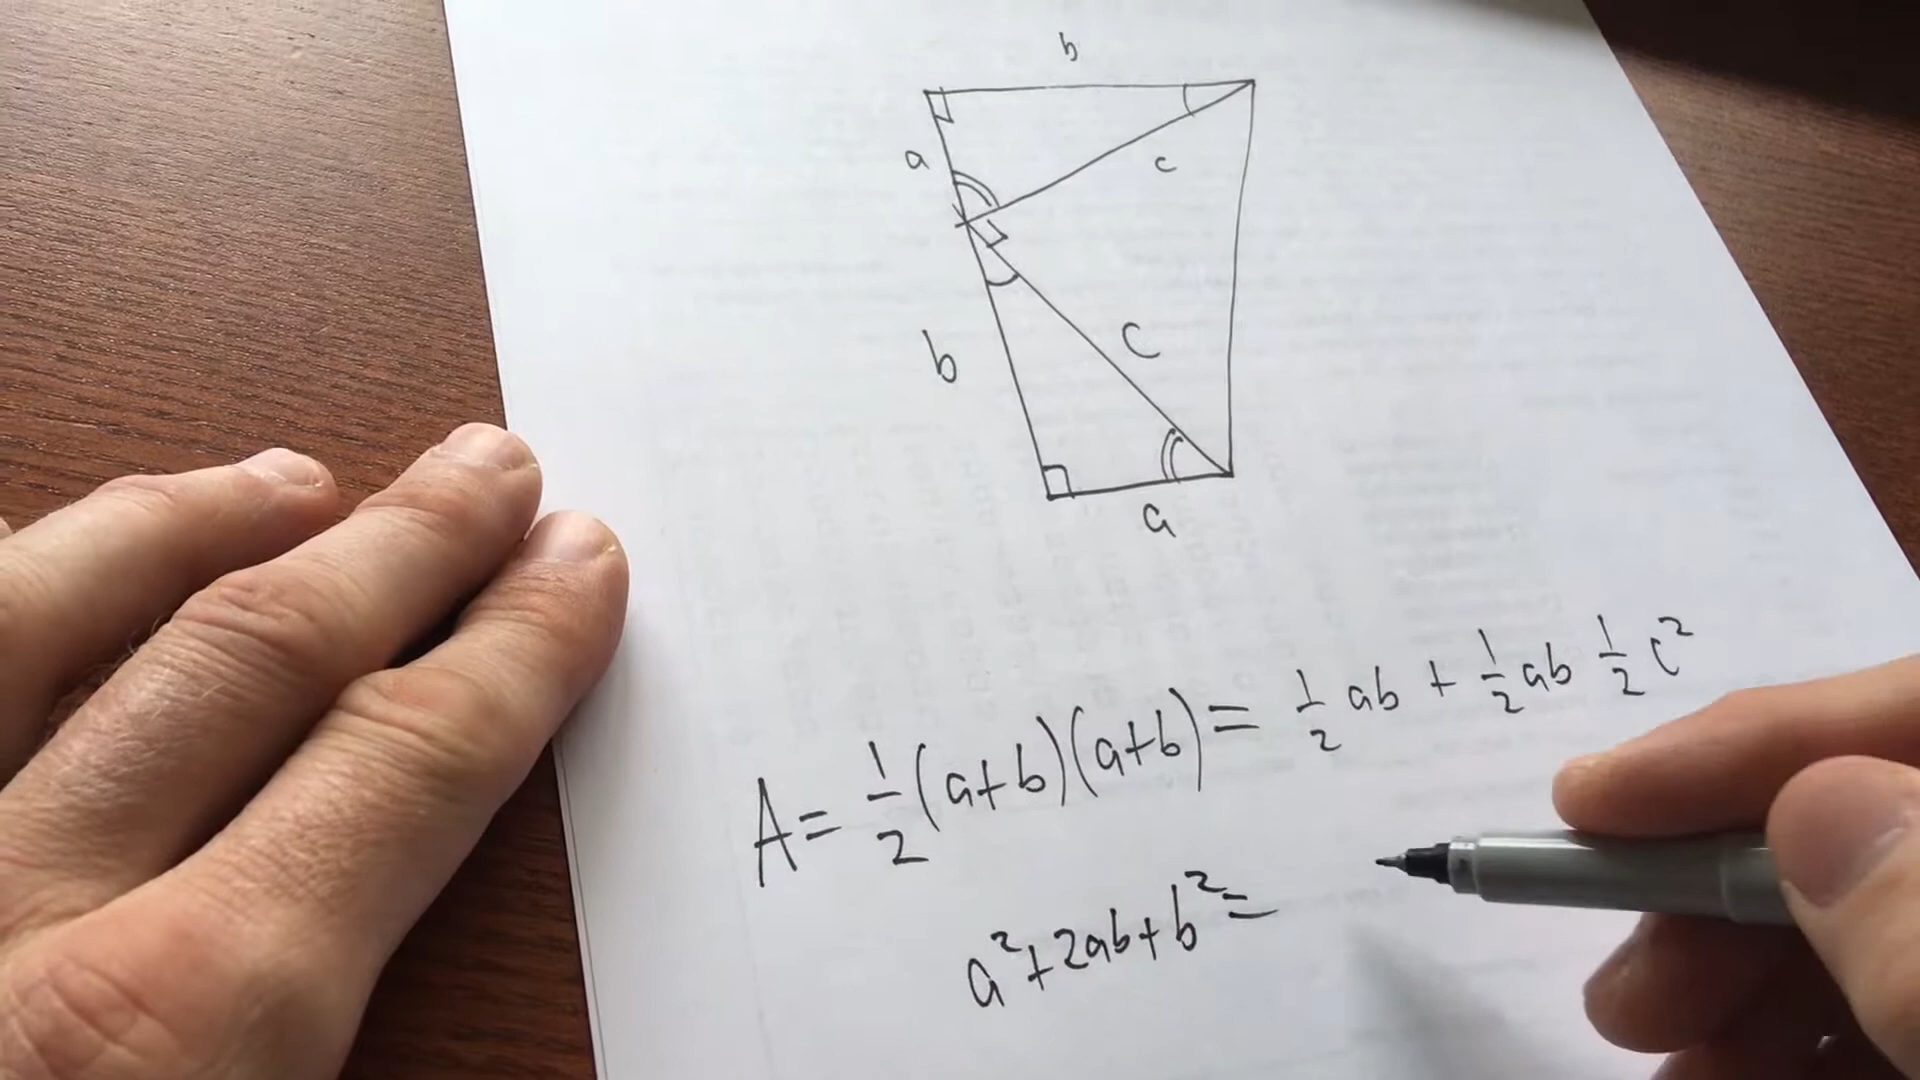 b
a
c
b
C
a
A = 1/2 (a+b)(a+b) = 1/2 ab + 1/2 ab 1/2 c²
a²+2ab+b² =